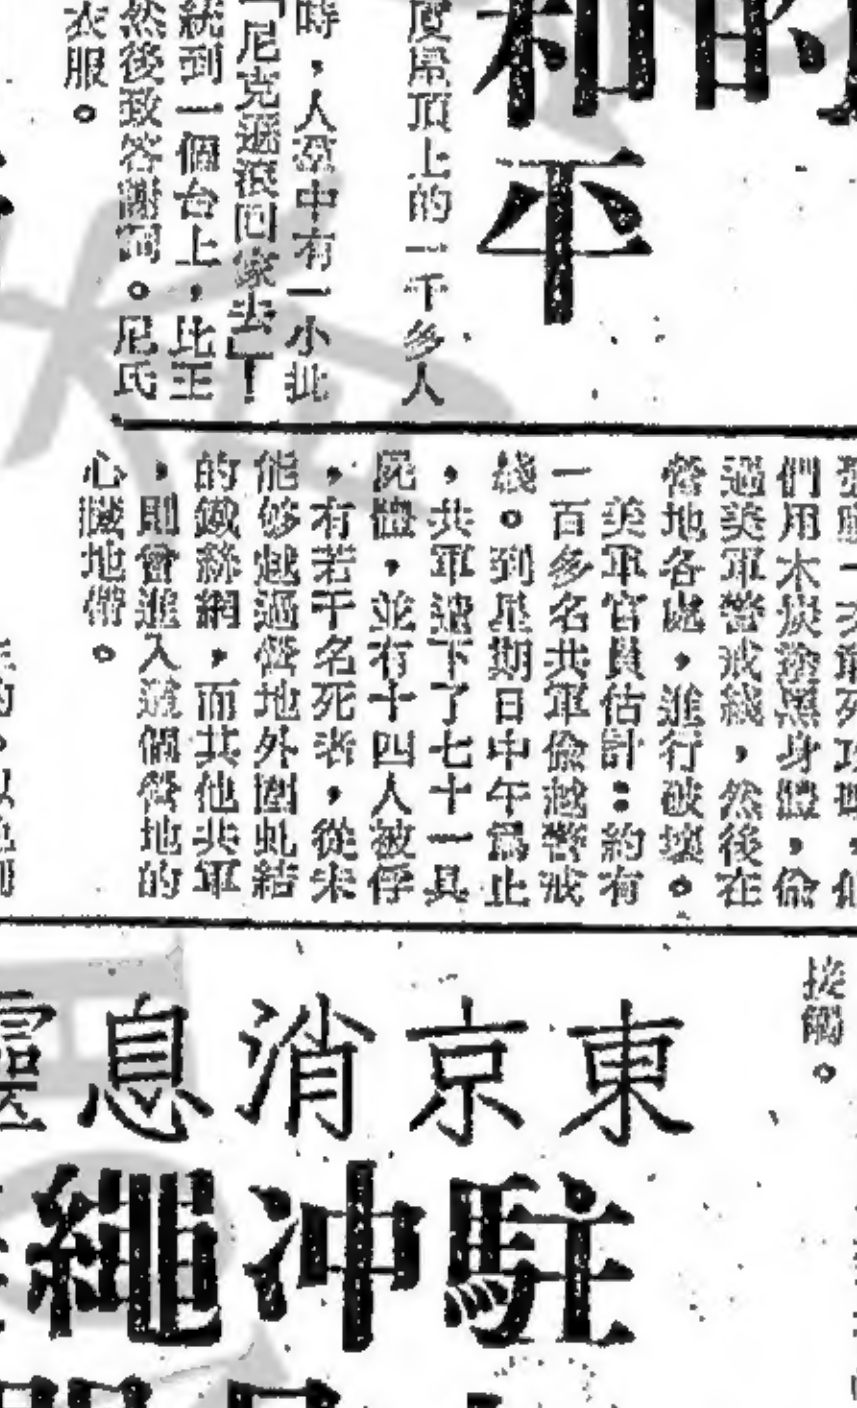 的
和平
度吊頂上的一千多人
時，人羣中有一小批
「尼克遜滾回家去」！
統到一個台上，比王
然後致答謝詞。尼氏
衣服。
們用木炭塗黑身體，偷
過美軍警戒綫，然後在
營地各處，進行破壞。
美軍官員估計：約有
一百多名共軍偷越警戒
綫。到星期日中午爲止
，共軍遺下了七十一具
屍體，並有十四人被俘
，有若干名死者，從未
能够越過營地外圍虬結
的鐵絲網，而其他共軍
，則曾進入這個營地的
心臟地帶。
接觸。
東京消息
駐冲繩